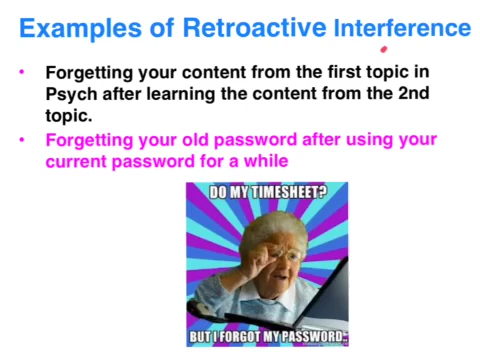 Examples of Retroactive Interference
• Forgetting your content from the first topic in
Psych after learning the content from the 2nd
topic.
• Forgetting your old password after using your
current password for a while
DO MY TIMESHEET?
BUT I FORGOT MY PASSWORD..